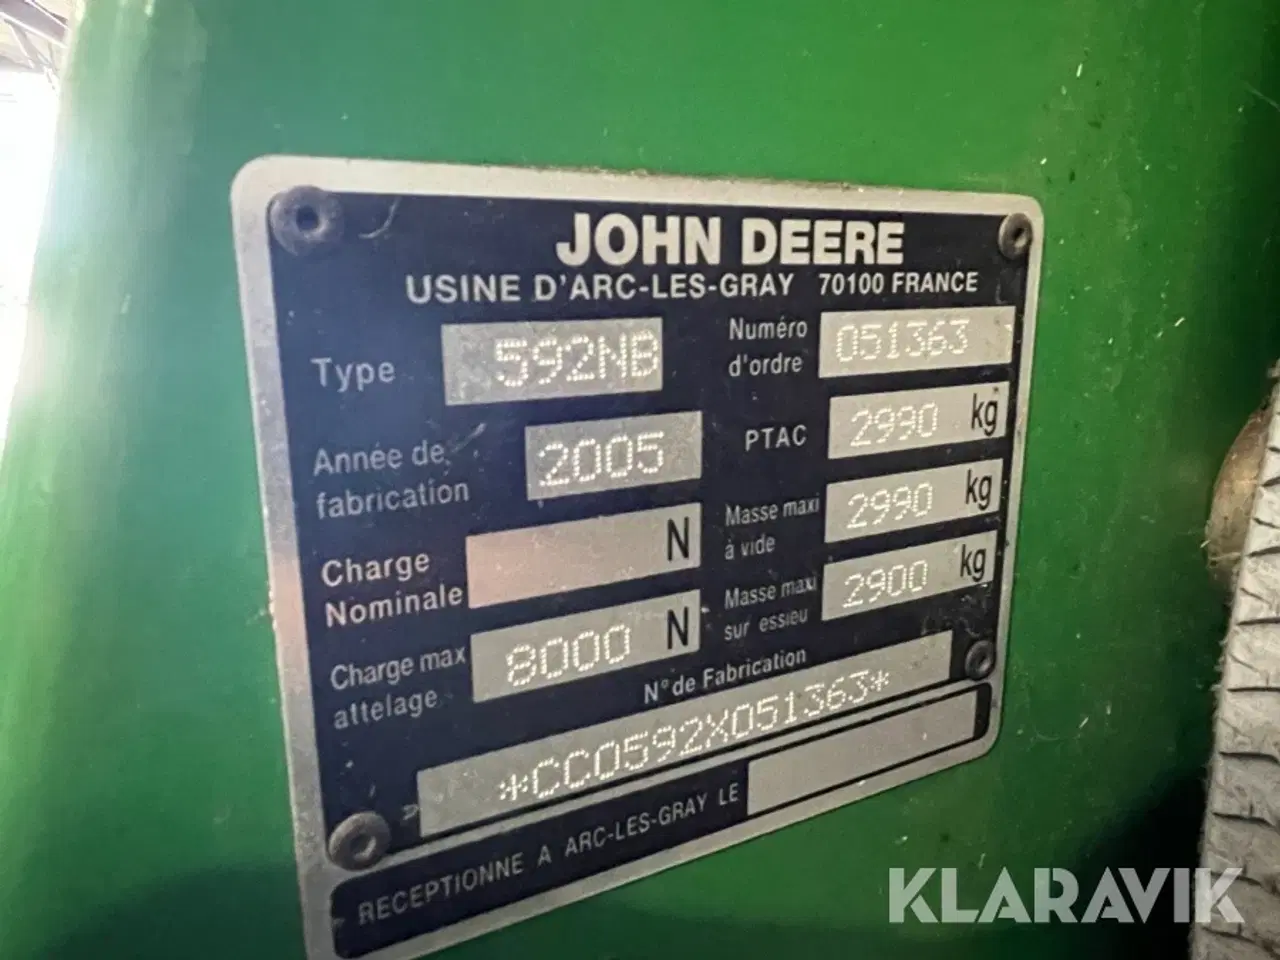 JOHN DEERE
USINE D'ARC-LES-GRAY 70100 FRANCE
Type 592NB
Numéro d'ordre 051363
Année de fabrication 2005
PTAC 2990 kg
Charge Nominale N
Masse maxi à vide 2990 kg
Charge max attelage 8000 N
Masse maxi sur essieu 2900 kg
N° de Fabrication
*CC0592X051363*
RECEPTIONNE A ARC-LES-GRAY LE
KLARAVIK